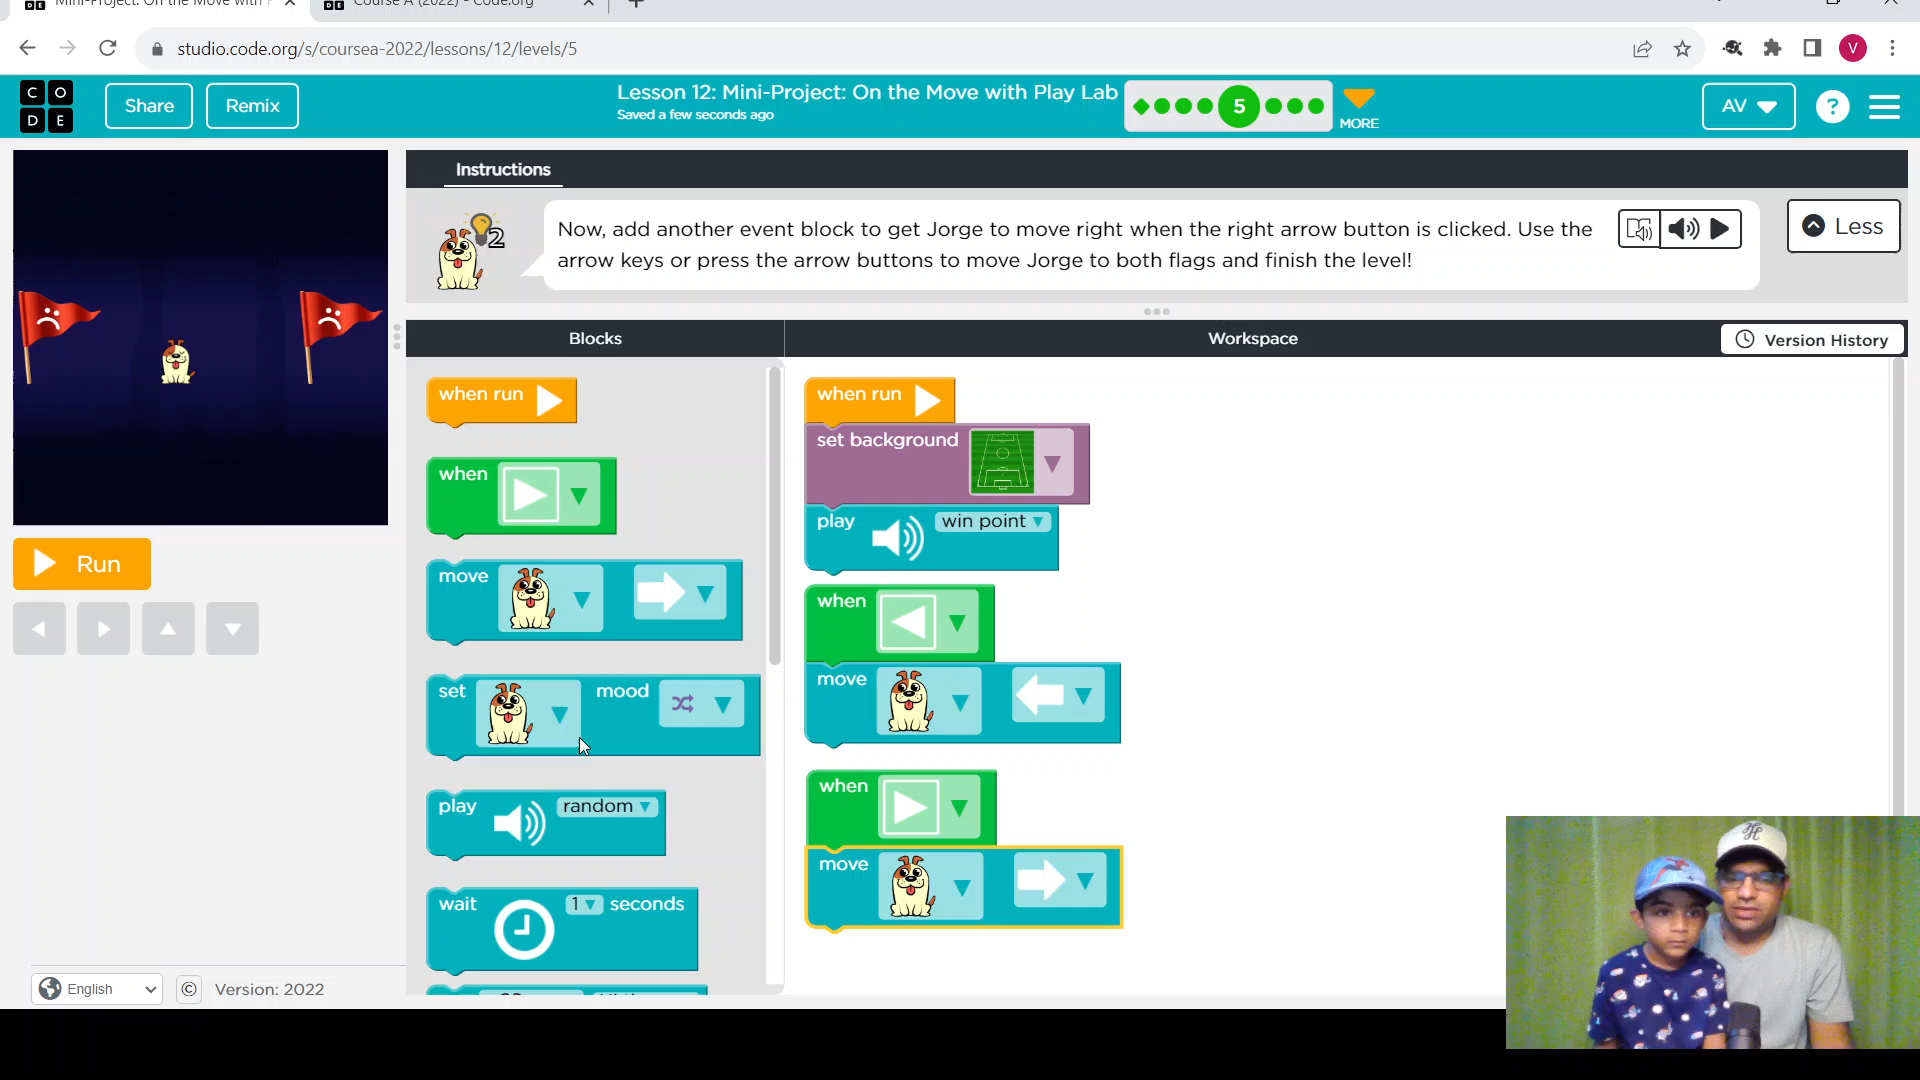 Mini-Project: On the Move with P
Course A (2022) - Code.org
studio.code.org/s/coursea-2022/lessons/12/levels/5
V
C O
D E
Share
Remix
Lesson 12: Mini-Project: On the Move with Play Lab
Saved a few seconds ago
5
MORE
AV
?
Instructions
2
Now, add another event block to get Jorge to move right when the right arrow button is clicked. Use the
arrow keys or press the arrow buttons to move Jorge to both flags and finish the level!
Less
Blocks
Workspace
Version History
Run
when run
when
move
set mood
play random
wait 1 seconds
when run
set background
play win point
when
move
when
move
English
© Version: 2022